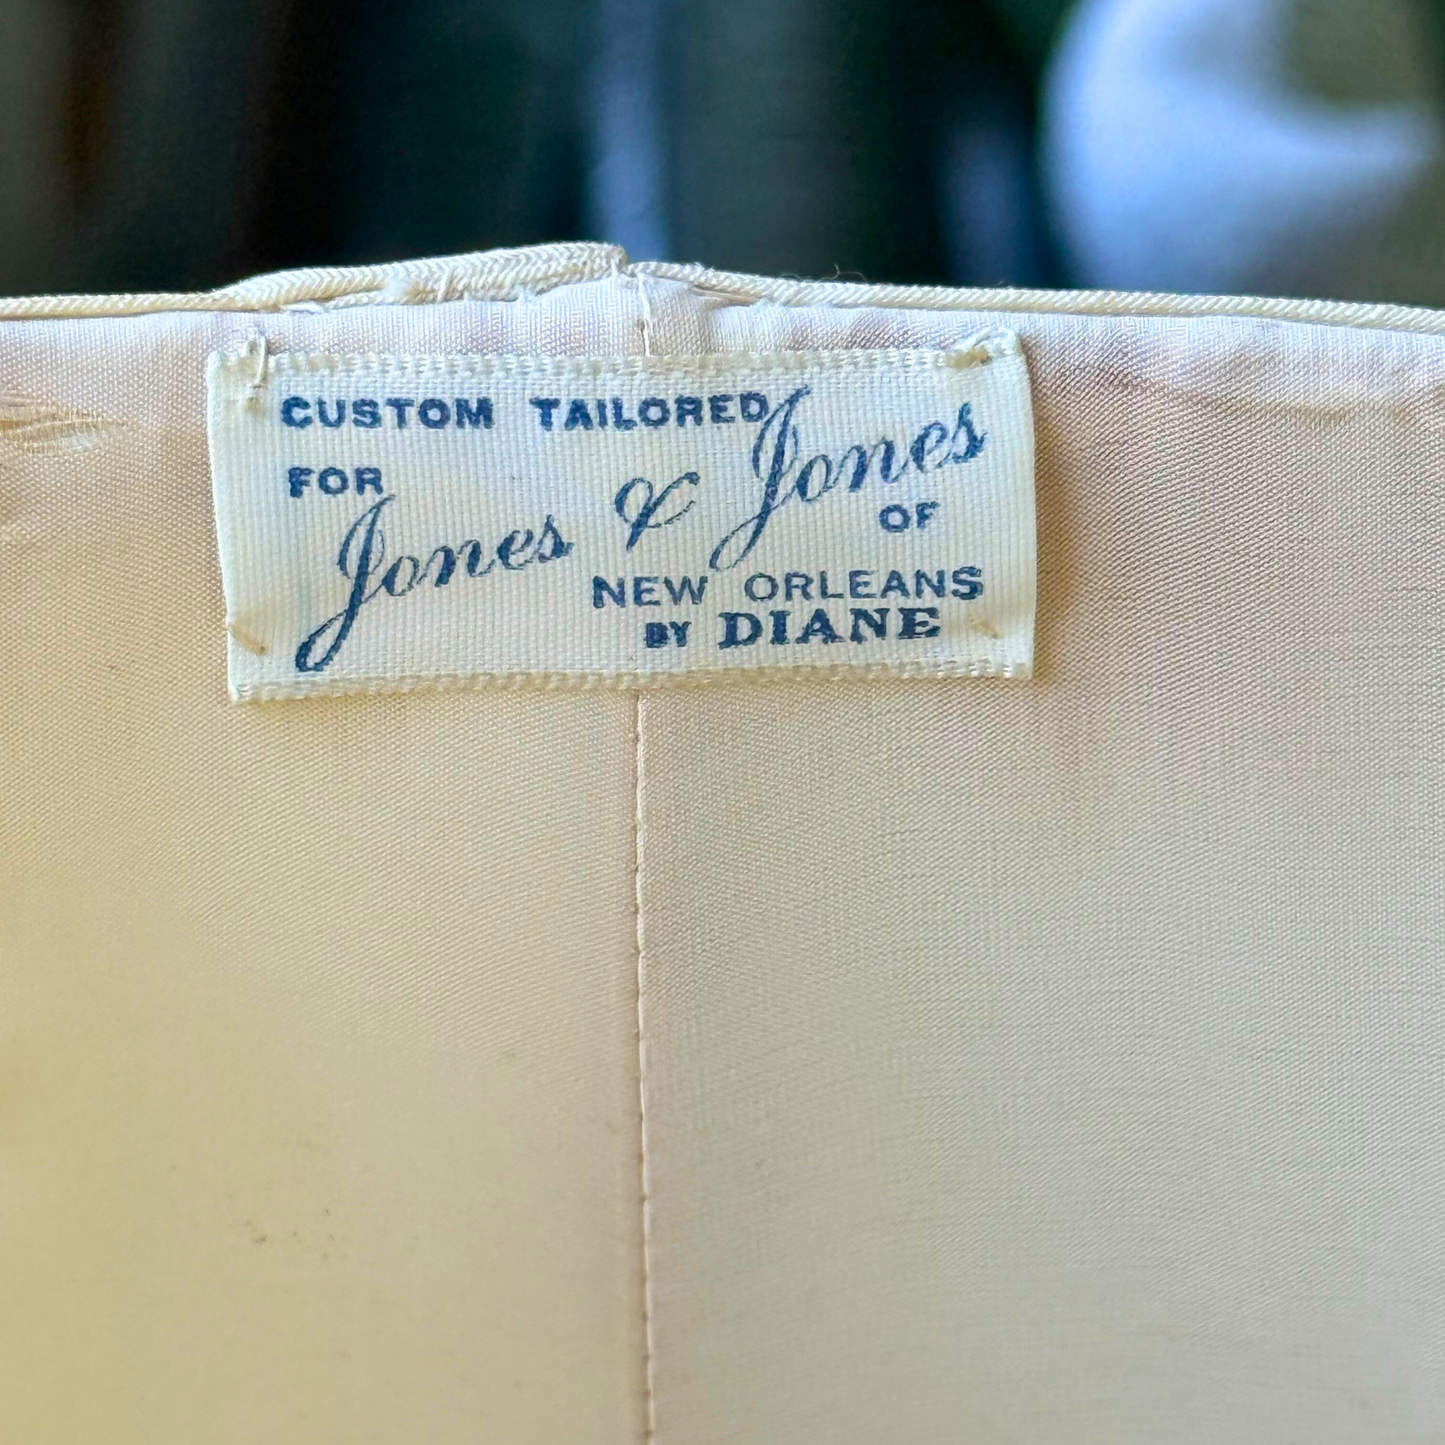 CUSTOM TAILORED
FOR
Jones & Jones
OF
NEW ORLEANS
BY DIANE